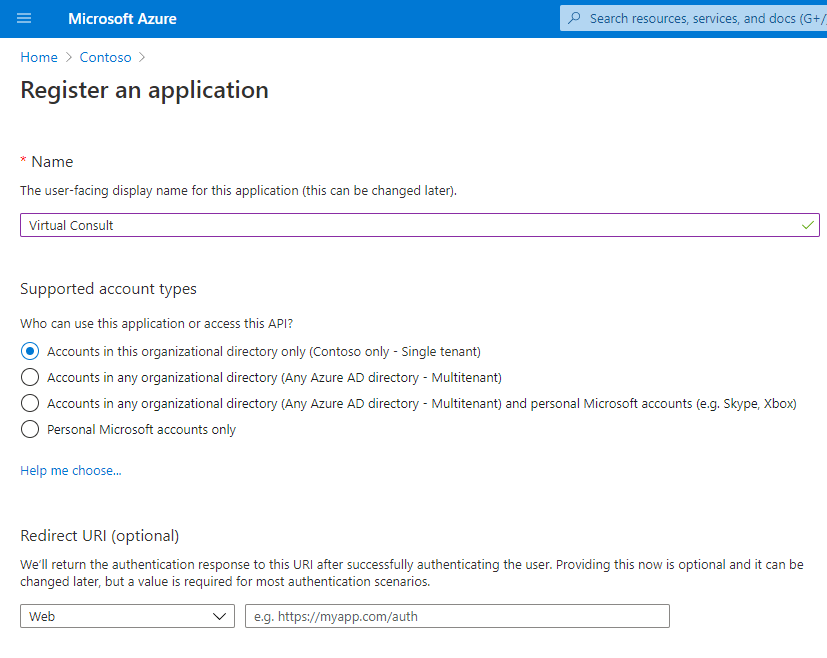 Microsoft Azure
Search resources, services, and docs (G+/
Home > Contoso >
Register an application
* Name
The user-facing display name for this application (this can be changed later).
Virtual Consult
Supported account types
Who can use this application or access this API?
Accounts in this organizational directory only (Contoso only - Single tenant)
Accounts in any organizational directory (Any Azure AD directory - Multitenant)
Accounts in any organizational directory (Any Azure AD directory - Multitenant) and personal Microsoft accounts (e.g. Skype, Xbox)
Personal Microsoft accounts only
Help me choose...
Redirect URI (optional)
We'll return the authentication response to this URI after successfully authenticating the user. Providing this now is optional and it can be
changed later, but a value is required for most authentication scenarios.
Web
e.g. https://myapp.com/auth